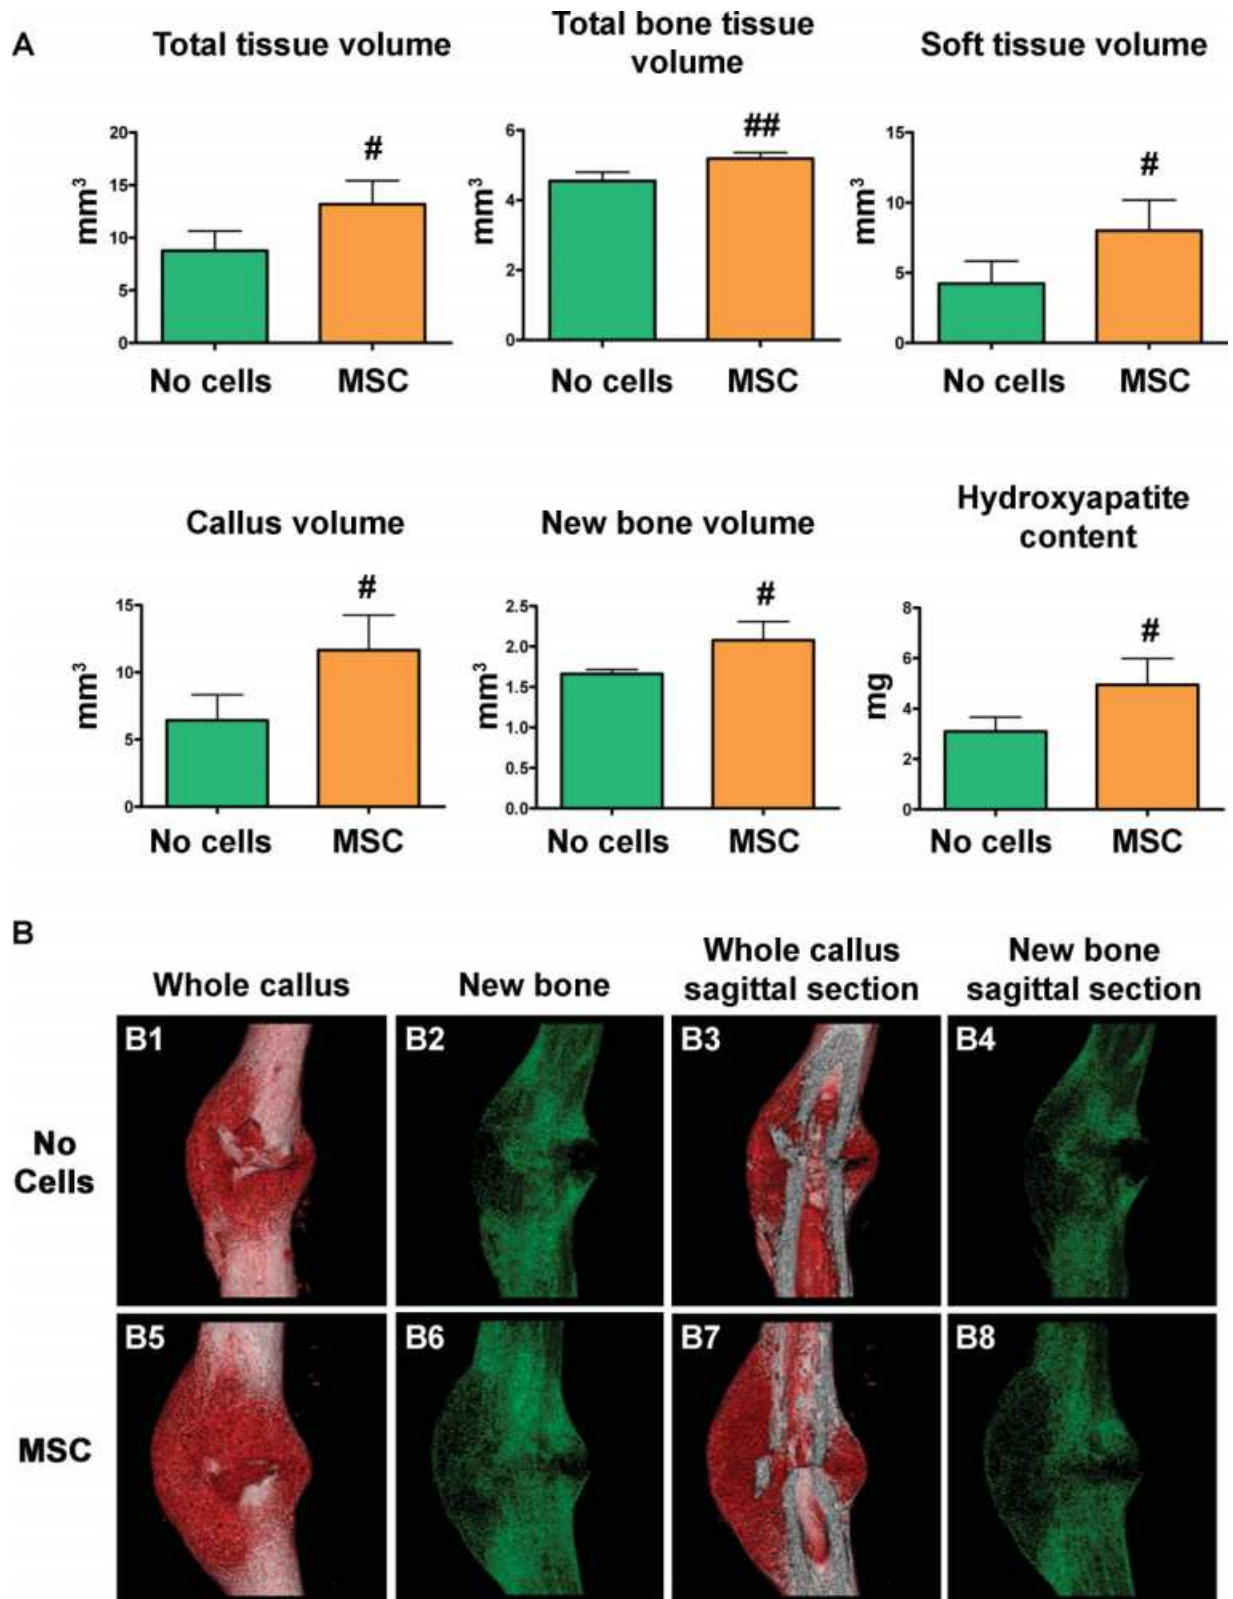 A
Total tissue volume
Total bone tissue
volume
Soft tissue volume
mm³
20
15
10
5
0
#
No cells
MSC
mm³
6
4
2
0
##
No cells
MSC
mm³
15
10
5
0
#
No cells
MSC
Callus volume
New bone volume
Hydroxyapatite
content
mm³
15
10
5
0
#
No cells
MSC
mm³
2.5
2.0
1.5
1.0
0.5
0.0
#
No cells
MSC
mg
8
6
4
2
0
#
No cells
MSC
B
Whole callus
New bone
Whole callus
sagittal section
New bone
sagittal section
No
Cells
B1
B2
B3
B4
MSC
B5
B6
B7
B8